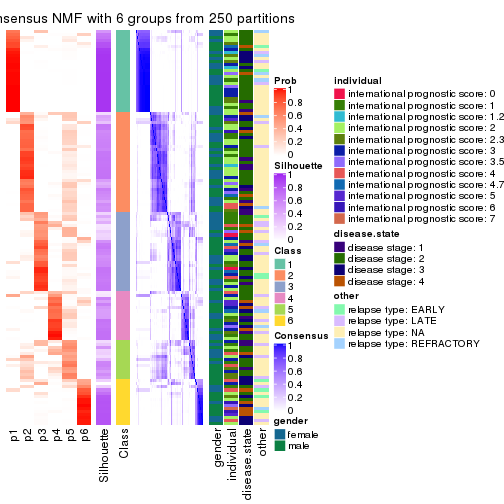 nsensus NMF with 6 groups from 250 partitions
p1
p2
p3
p4
p5
p6
Silhouette
Class
gender
individual
disease.state
other
Prob
1
0.8
0.6
0.4
0.2
0
Silhouette
1
0.8
0.6
0.4
0.2
0
Class
1
2
3
4
5
6
Consensus
1
0.8
0.6
0.4
0.2
0
gender
female
male
individual
international prognostic score: 0
international prognostic score: 1
international prognostic score: 1.2
international prognostic score: 2
international prognostic score: 2.3
international prognostic score: 3
international prognostic score: 3.5
international prognostic score: 4
international prognostic score: 4.7
international prognostic score: 5
international prognostic score: 6
international prognostic score: 7
disease.state
disease stage: 1
disease stage: 2
disease stage: 3
disease stage: 4
other
relapse type: EARLY
relapse type: LATE
relapse type: NA
relapse type: REFRACTORY